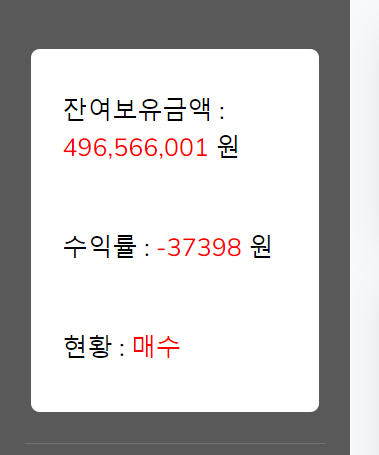 잔여보유금액 :
496,566,001 원
수익률 : -37398 원
현황 : 매수